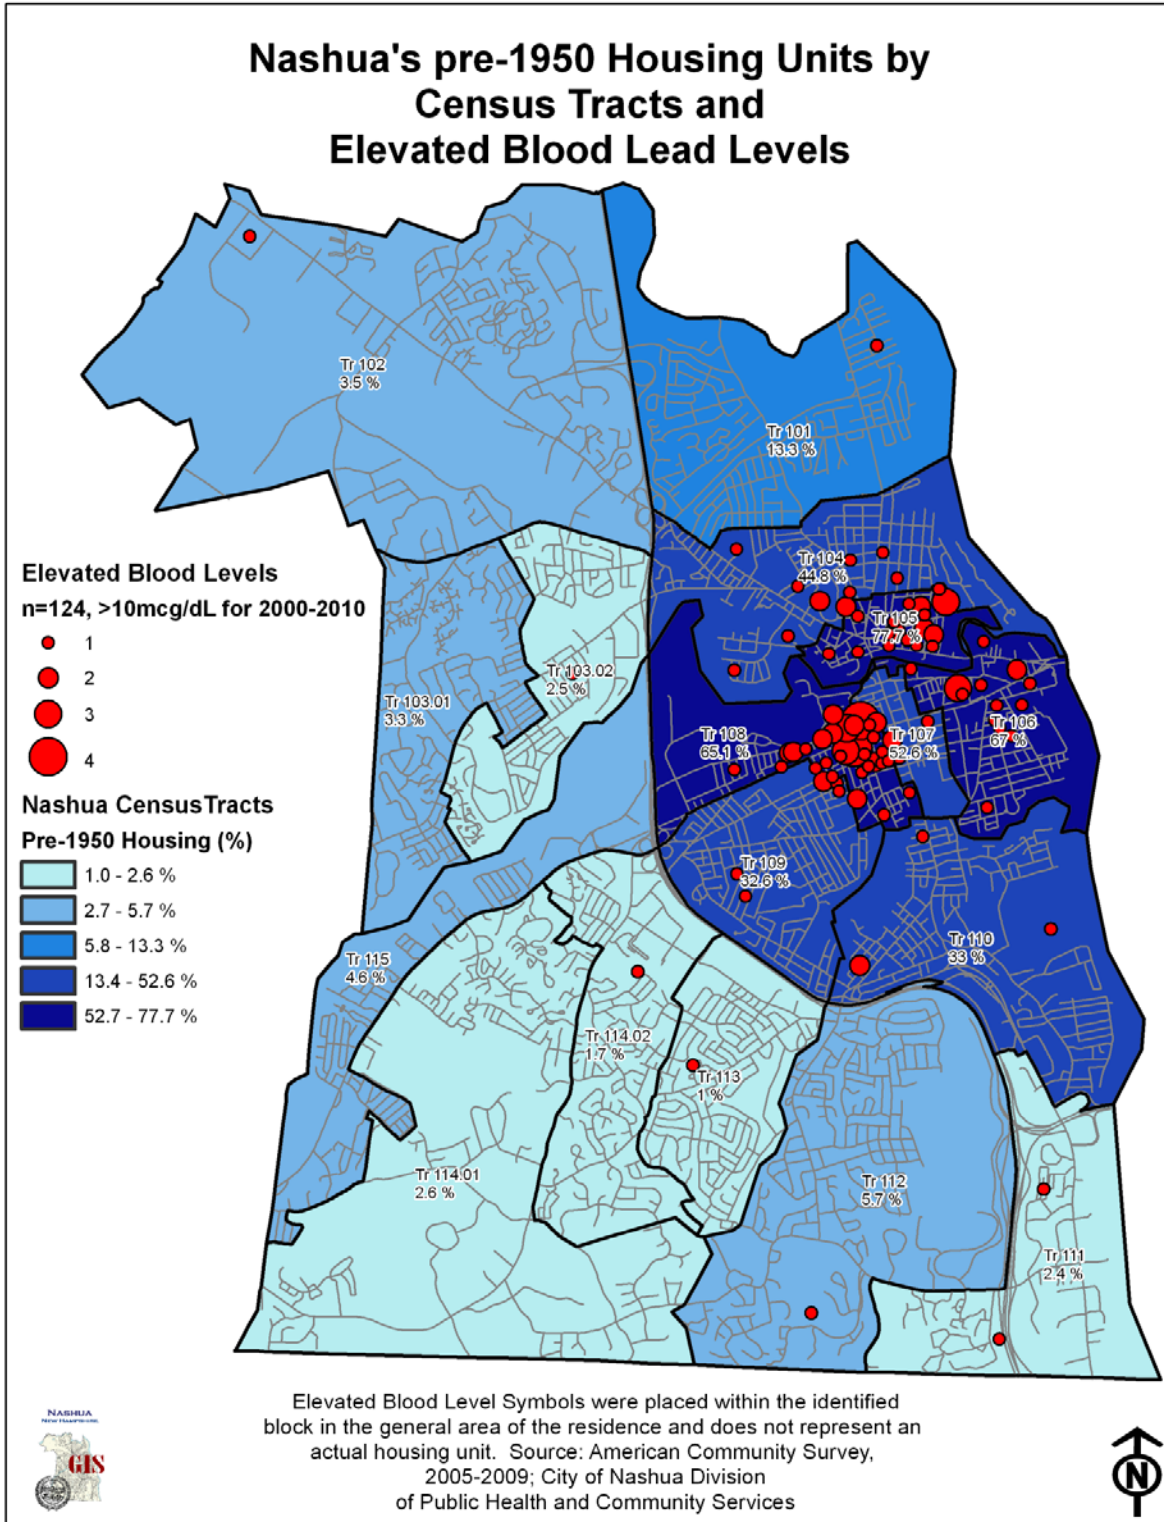 Nashua's pre-1950 Housing Units by
Census Tracts and
Elevated Blood Lead Levels
Tr 102
3.5 %
Tr 101
13.3 %
Elevated Blood Levels
n=124, >10mcg/dL for 2000-2010
1
2
3
4
Nashua CensusTracts
Pre-1950 Housing (%)
1.0 - 2.6 %
2.7 - 5.7 %
5.8 - 13.3 %
13.4 - 52.6 %
52.7 - 77.7 %
Tr 104
44.8 %
Tr 105
77.7 %
Tr 103.02
2.5 %
Tr 103.01
3.3 %
Tr 108
65.1 %
Tr 107
52.6 %
Tr 106
67 %
Tr 109
32.6 %
Tr 110
33 %
Tr 115
4.6 %
Tr 114.02
1.7 %
Tr 113
1 %
Tr 114.01
2.6 %
Tr 112
5.7 %
Tr 111
2.4 %
Elevated Blood Level Symbols were placed within the identified
block in the general area of the residence and does not represent an
actual housing unit. Source: American Community Survey,
2005-2009; City of Nashua Division
of Public Health and Community Services
NASHUA
NEW HAMPSHIRE
GIS
N